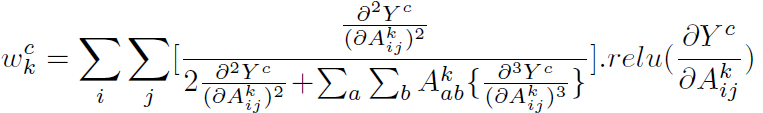 $w_k^c = \sum_i \sum_j [\frac{\frac{\partial^2 Y^c}{(\partial A_{ij}^k)^2}}{2\frac{\partial^2 Y^c}{(\partial A_{ij}^k)^2} + \sum_a \sum_b A_{ab}^k \{\frac{\partial^3 Y^c}{(\partial A_{ij}^k)^3}\}}].relu(\frac{\partial Y^c}{\partial A_{ij}^k})$